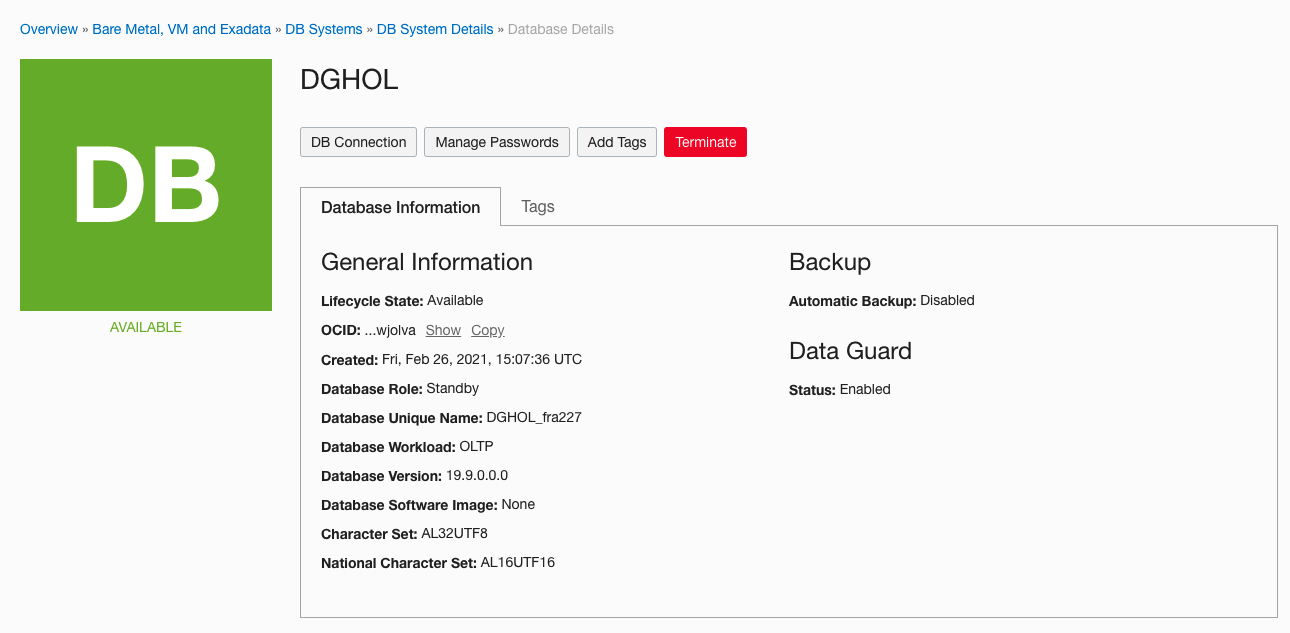 Overview » Bare Metal, VM and Exadata » DB Systems » DB System Details » Database Details
DB
AVAILABLE
DGHOL
DB Connection Manage Passwords Add Tags Terminate
Database Information Tags
General Information
Lifecycle State: Available
OCID: ...wjolva Show Copy
Created: Fri, Feb 26, 2021, 15:07:36 UTC
Database Role: Standby
Database Unique Name: DGHOL_fra227
Database Workload: OLTP
Database Version: 19.9.0.0.0
Database Software Image: None
Character Set: AL32UTF8
National Character Set: AL16UTF16
Backup
Automatic Backup: Disabled
Data Guard
Status: Enabled